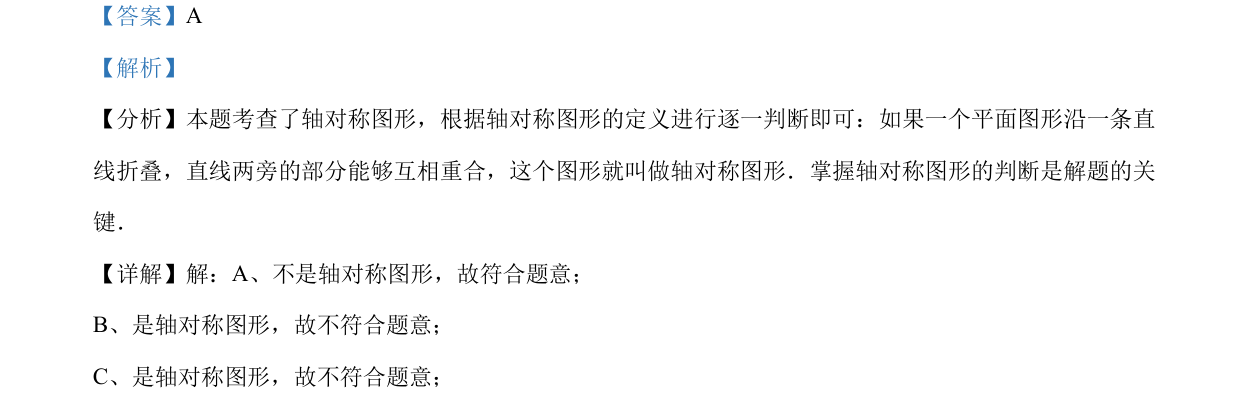 【答案】A
【解析】
【分析】本题考查了轴对称图形，根据轴对称图形的定义进行逐一判断即可：如果一个平面图形沿一条直
线折叠，直线两旁的部分能够互相重合，这个图形就叫做轴对称图形．掌握轴对称图形的判断是解题的关
键．
【详解】解：A、不是轴对称图形，故符合题意；
B、是轴对称图形，故不符合题意；
C、是轴对称图形，故不符合题意；